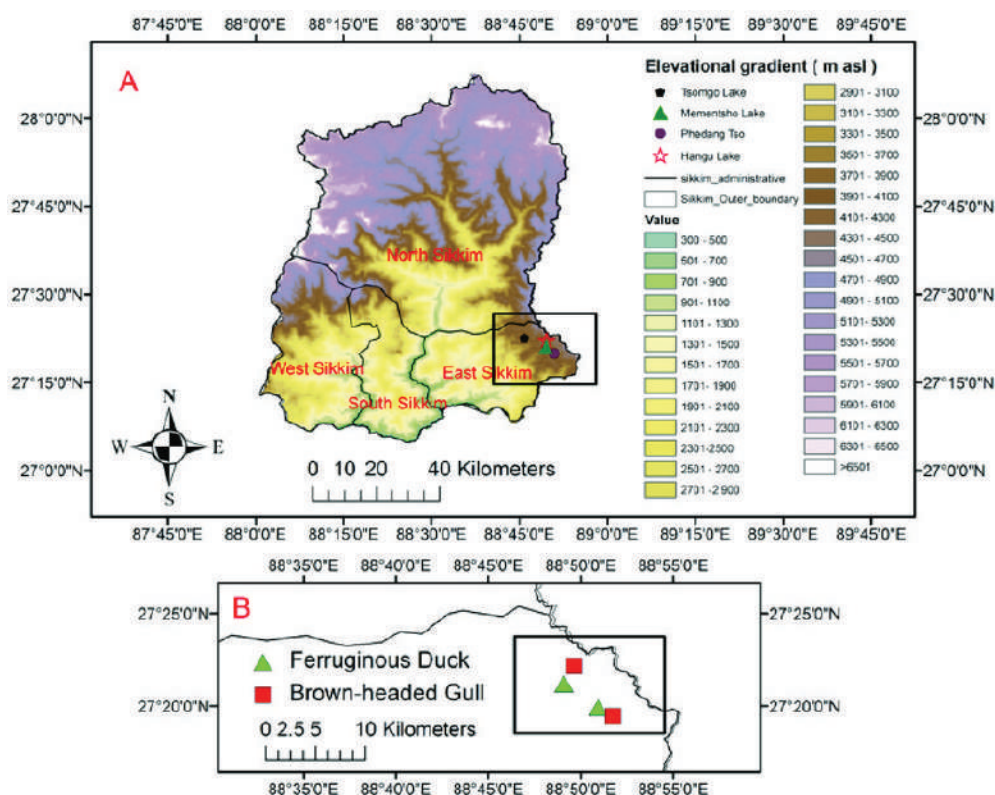 87°45'0"E 88°0'0"E 88°15'0"E 88°30'0"E 88°45'0"E 89°0'0"E 89°15'0"E 89°30'0"E 89°45'0"E
A
Elevational gradient ( m asl )
Tsomgo Lake
Mementsho Lake
Phedang Tso
Hangu Lake
sikkim_administrative
Sikkim_Outer_boundary
Value
300 - 500
501 - 700
701 - 900
901 - 1100
1101 - 1300
1301 - 1500
1501 - 1700
1701 - 1900
1901 - 2100
2101 - 2300
2301-2500
2501 - 2700
2701 - 2900
2901 - 3100
3101 - 3300
3301 - 3500
3501 - 3700
3701 - 3900
3901 - 4100
4101 - 4300
4301 - 4500
4501 - 4700
4701 - 4900
4901 - 5100
5101 - 5300
5301 - 5500
5501 - 5700
5701 - 5900
5901 - 6100
6101 - 6300
6301 - 6500
>6501
28°0'0"N 28°0'0"N
27°45'0"N 27°45'0"N
27°30'0"N 27°30'0"N
27°15'0"N 27°15'0"N
27°0'0"N 27°0'0"N
North Sikkim
West Sikkim
East Sikkim
South Sikkim
N
W E
S
0 10 20 40 Kilometers
87°45'0"E 88°0'0"E 88°15'0"E 88°30'0"E 88°45'0"E 89°0'0"E 89°15'0"E 89°30'0"E 89°45'0"E
88°35'0"E 88°40'0"E 88°45'0"E 88°50'0"E 88°55'0"E
B
27°25'0"N 27°25'0"N
Ferruginous Duck
Brown-headed Gull
27°20'0"N 27°20'0"N
0 2.5 5 10 Kilometers
88°35'0"E 88°40'0"E 88°45'0"E 88°50'0"E 88°55'0"E